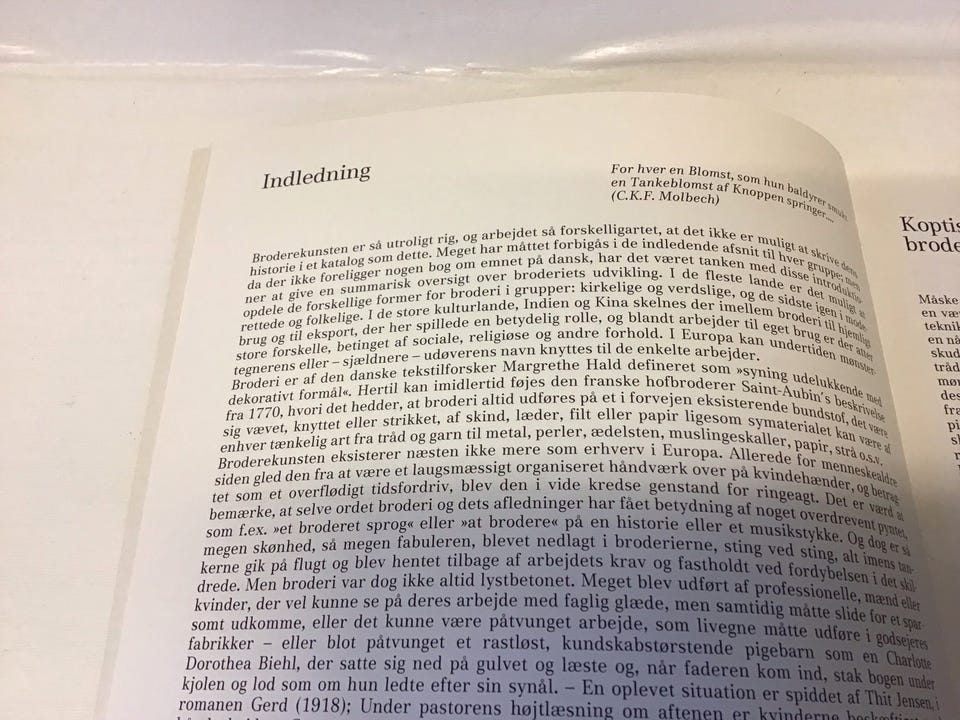 Indledning
For hver en Blomst, som hun baldyrer smukt
en Tankeblomst af Knoppen springer...
(C.K.F. Molbech)
Broderekunsten er så utroligt rig, og arbejdet så forskelligartet, at det ikke er muligt at skrive dens
historie i et katalog som dette. Meget har måttet forbigås i de indledende afsnit til hver gruppe; men
da der ikke foreligger nogen bog om emnet på dansk, har det været tanken med disse introduktio-
ner at give en summarisk oversigt over broderiets udvikling. I de fleste lande er det muligt at
opdele de forskellige former for broderi i grupper: kirkelige og verdslige, og de sidste igen i mode-
rettede og folkelige. I de store kulturlande, Indien og Kina skelnes der imellem broderi til hjemligt
brug og til eksport, der her spillede en betydelig rolle, og blandt arbejder til eget brug er der atter
store forskelle, betinget af sociale, religiøse og andre forhold. I Europa kan undertiden mønster-
tegnerens eller – sjældnere – udøverens navn knyttes til de enkelte arbejder.
Broderi er af den danske tekstilforsker Margrethe Hald defineret som »syning udelukkende med
dekorativt formål«. Hertil kan imidlertid føjes den franske hofbroderer Saint-Aubin's beskrivelse
fra 1770, hvori det hedder, at broderi altid udføres på et i forvejen eksisterende bundstof, det være
sig vævet, knyttet eller strikket, af skind, læder, filt eller papir ligesom symaterialet kan være af
enhver tænkelig art fra tråd og garn til metal, perler, ædelsten, muslingeskaller, papir, strå o.s.v.
Broderekunsten eksisterer næsten ikke mere som erhverv i Europa. Allerede for menneskealdre
siden gled den fra at være et laugsmæssigt organiseret håndværk over på kvindehænder, og betrag-
tet som et overflødigt tidsfordriv, blev den i vide kredse genstand for ringeagt. Det er værd at
bemærke, at selve ordet broderi og dets afledninger har fået betydning af noget overdrevent pyntet,
som f.ex. »et broderet sprog« eller »at brodere« på en historie eller et musikstykke. Og dog er så
megen skønhed, så megen fabuleren, blevet nedlagt i broderierne, sting ved sting, alt imens tan-
kerne gik på flugt og blev hentet tilbage af arbejdets krav og fastholdt ved fordybelsen i det skil-
drede. Men broderi var dog ikke altid lystbetonet. Meget blev udført af professionelle, mænd eller
kvinder, der vel kunne se på deres arbejde med faglig glæde, men samtidig måtte slide for et spar-
somt udkomme, eller det kunne være påtvunget arbejde, som livegne måtte udføre i godsejeres
fabrikker – eller blot påtvunget et rastløst, kundskabstørstende pigebarn som en Charlotte
Dorothea Biehl, der satte sig ned på gulvet og læste og, når faderen kom ind, stak bogen under
kjolen og lod som om hun ledte efter sin synål. – En oplevet situation er spiddet af Thit Jensen, i
romanen Gerd (1918); Under pastorens højtlæsning om aftenen er kvinderne
Koptis
brode
Måske
en væ
teknik
en nå
skud
tråd
møn
des
fra
pi